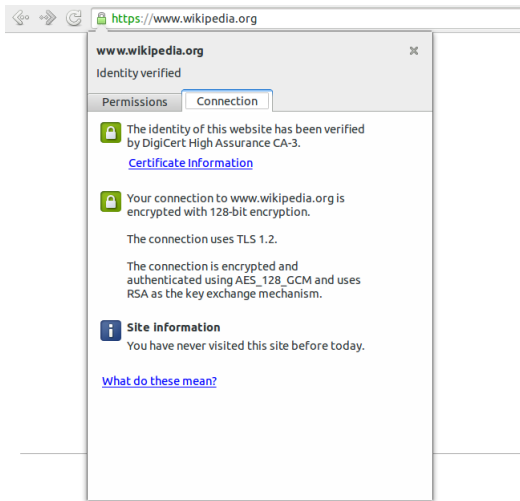 https://www.wikipedia.org
www.wikipedia.org
Identity verified
Permissions Connection
The identity of this website has been verified
by DigiCert High Assurance CA-3.
Certificate Information
Your connection to www.wikipedia.org is
encrypted with 128-bit encryption.
The connection uses TLS 1.2.
The connection is encrypted and
authenticated using AES_128_GCM and uses
RSA as the key exchange mechanism.
Site information
You have never visited this site before today.
What do these mean?